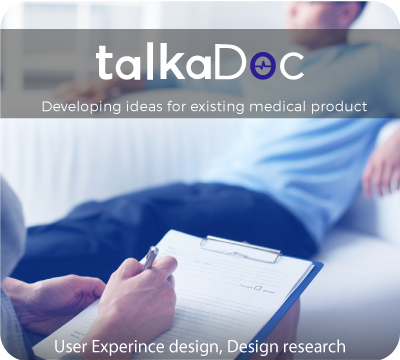 talkaDoc
Developing ideas for existing medical product
User Experince design, Design research